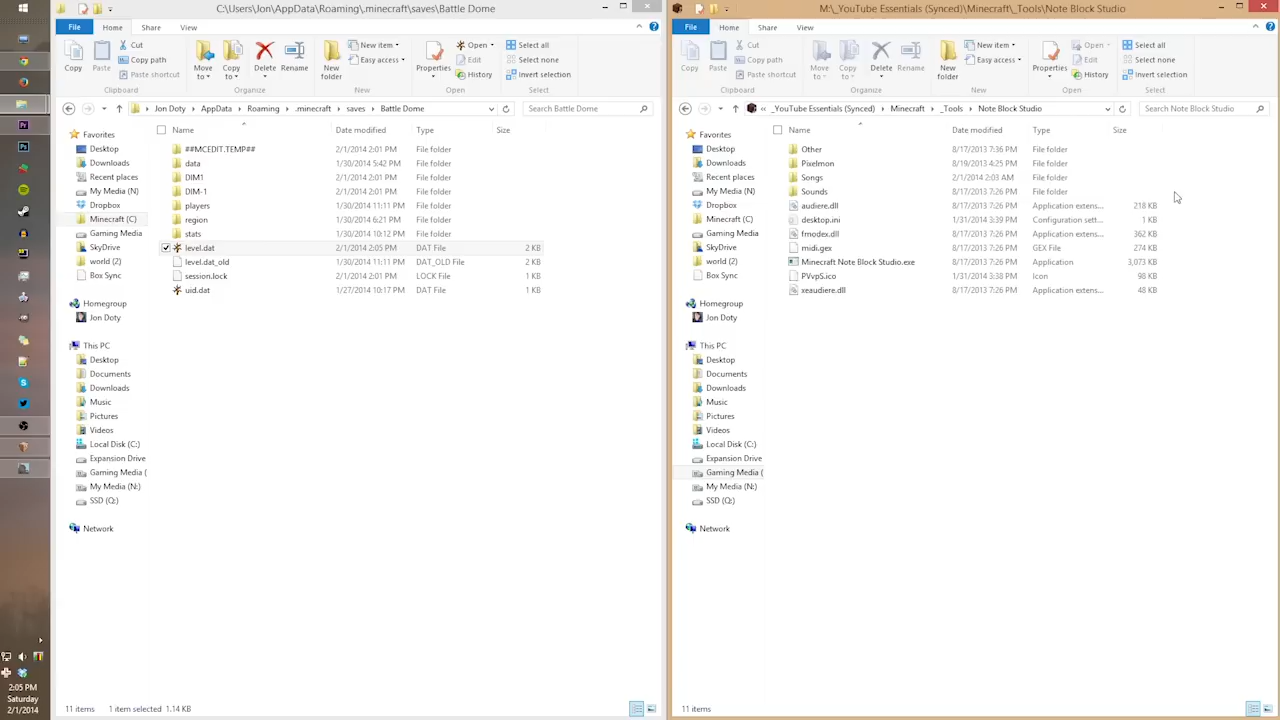 C:\Users\Jon\AppData\Roaming\.minecraft\saves\Battle Dome
File Home Share View
Copy Paste Cut Copy path Paste shortcut
Move to Copy to Delete Rename
New folder New item Easy access
Properties Open Edit History
Select all Select none Invert selection
Clipboard Organize New Open Select
Jon Doty AppData Roaming .minecraft saves Battle Dome Search Battle Dome
Name Date modified Type Size
##MCEDIT.TEMP## 2/1/2014 2:01 PM File folder
data 1/30/2014 5:42 PM File folder
DIM1 2/1/2014 2:01 PM File folder
DIM-1 2/1/2014 2:01 PM File folder
players 1/30/2014 11:11 PM File folder
region 1/30/2014 6:21 PM File folder
stats 1/30/2014 10:12 PM File folder
level.dat 2/1/2014 2:05 PM DAT File 2 KB
level.dat_old 1/30/2014 11:11 PM DAT_OLD File 2 KB
session.lock 2/1/2014 2:01 PM LOCK File 1 KB
uid.dat 1/27/2014 10:17 PM DAT File 1 KB
Favorites
Desktop
Downloads
Recent places
My Media (N)
Dropbox
Minecraft (C)
Gaming Media
SkyDrive
world (2)
Box Sync
Homegroup
Jon Doty
This PC
Desktop
Documents
Downloads
Music
Pictures
Videos
Local Disk (C:)
Expansion Drive
Gaming Media (
My Media (N:)
SSD (Q:)
Network
11 items 1 item selected 1.14 KB
M:\_YouTube Essentials (Synced)\Minecraft\_Tools\Note Block Studio
File Home Share View
Copy Paste Cut Copy path Paste shortcut
Move to Copy to Delete Rename
New folder New item Easy access
Properties Open Edit History
Select all Select none Invert selection
Clipboard Organize New Open Select
« _YouTube Essentials (Synced) Minecraft _Tools Note Block Studio Search Note Block Studio
Name Date modified Type Size
Other 8/17/2013 7:36 PM File folder
Pixelmon 8/19/2013 4:25 PM File folder
Songs 2/1/2014 2:03 AM File folder
Sounds 8/17/2013 7:26 PM File folder
audiere.dll 8/17/2013 7:26 PM Application extens... 218 KB
desktop.ini 1/31/2014 3:39 PM Configuration sett... 1 KB
fmodex.dll 8/17/2013 7:26 PM Application extens... 362 KB
midi.gex 8/17/2013 7:26 PM GEX File 274 KB
Minecraft Note Block Studio.exe 8/17/2013 7:26 PM Application 3,073 KB
PVvpS.ico 1/31/2014 3:38 PM Icon 98 KB
xeaudiere.dll 8/17/2013 7:26 PM Application extens... 48 KB
Favorites
Desktop
Downloads
Recent places
My Media (N)
Dropbox
Minecraft (C)
Gaming Media
SkyDrive
world (2)
Box Sync
Homegroup
Jon Doty
This PC
Desktop
Documents
Downloads
Music
Pictures
Videos
Local Disk (C:)
Expansion Drive
Gaming Media (
My Media (N:)
SSD (Q:)
Network
11 items
2:05 PM
Saturday
2/1/2014